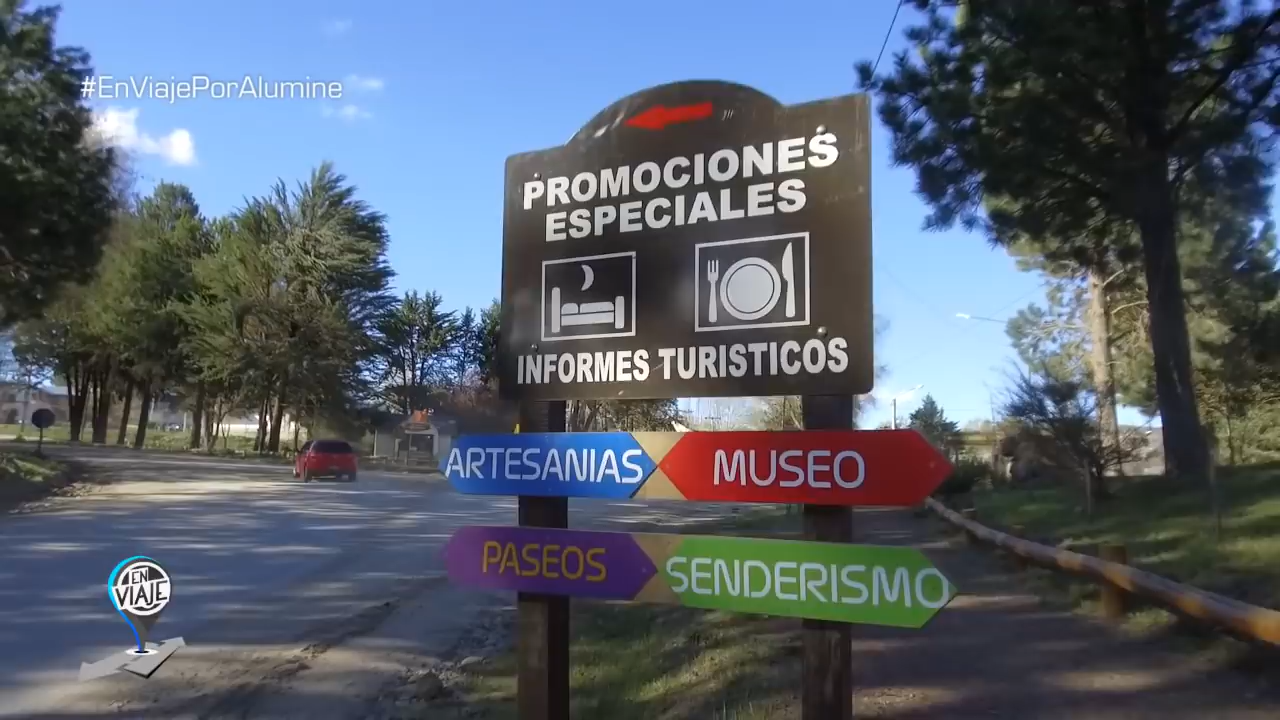 #EnViajePorAlumine
PROMOCIONES
ESPECIALES
INFORMES TURISTICOS
ARTESANIAS
MUSEO
PASEOS
SENDERISMO
EN
VIAJE